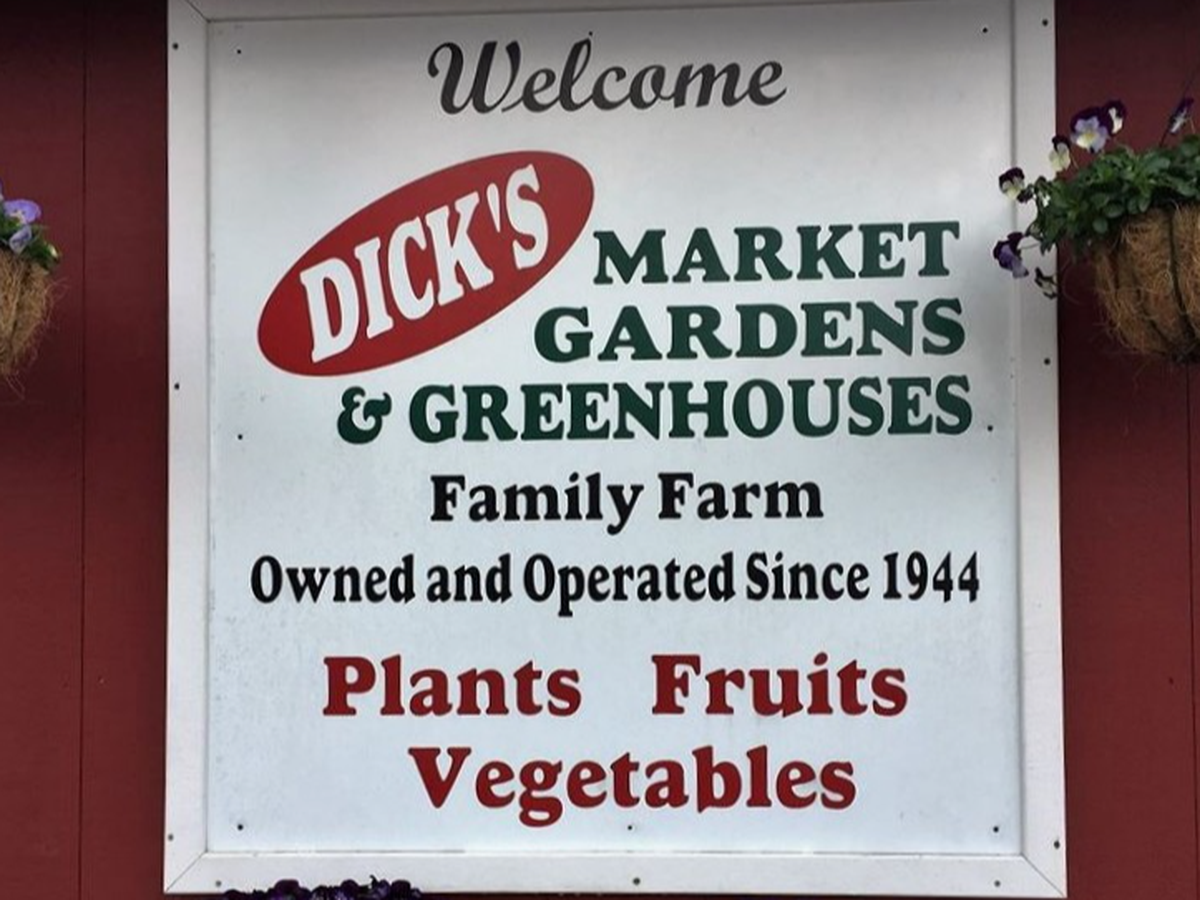 Welcome
DICK'S MARKET
GARDENS
& GREENHOUSES
Family Farm
Owned and Operated Since 1944
Plants Fruits
Vegetables